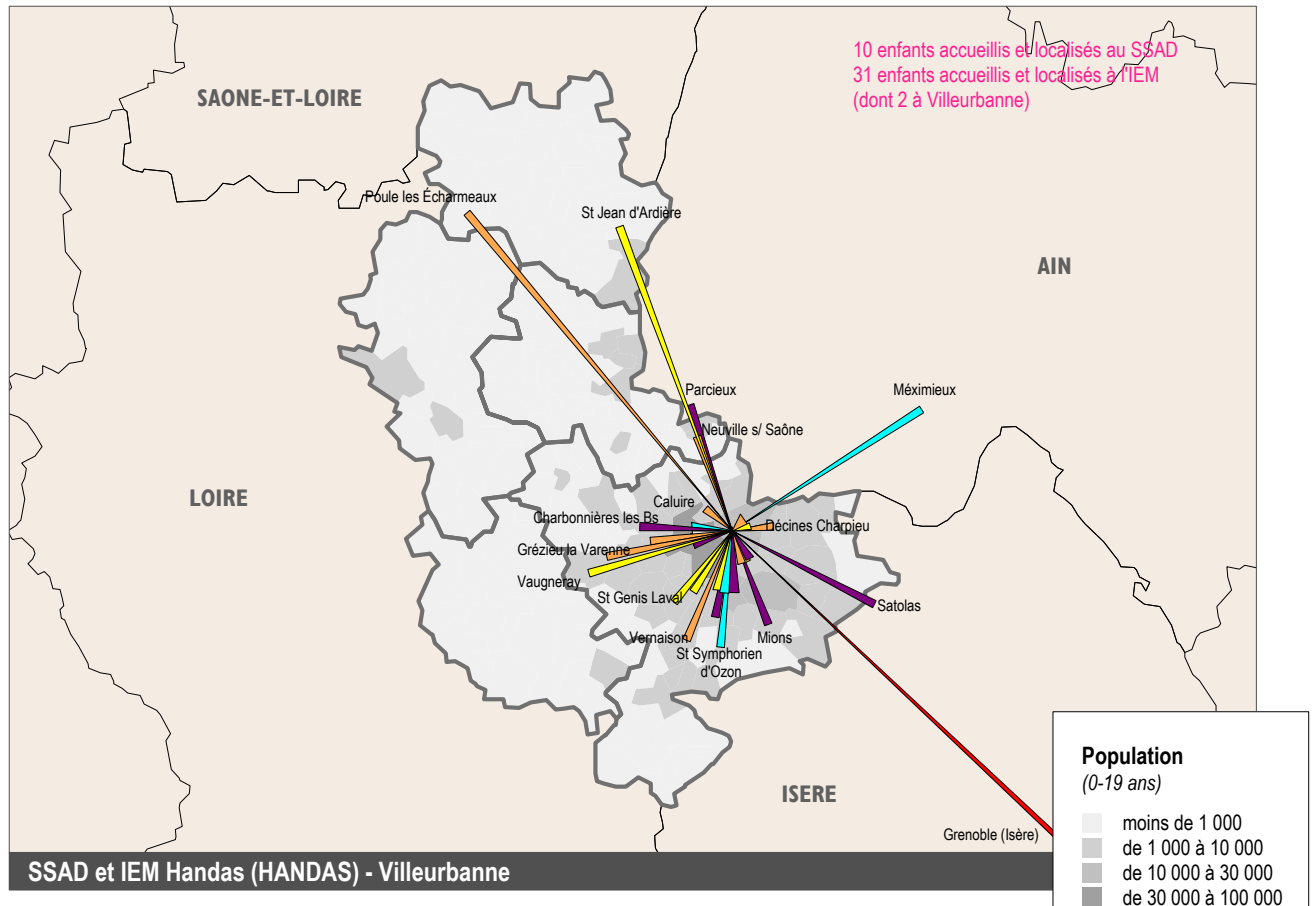 10 enfants accueillis et localisés au SSAD
31 enfants accueillis et localisés à l'IEM
(dont 2 à Villeurbanne)
SAONE-ET-LOIRE
Poule les Écharmeaux
St Jean d'Ardière
AIN
Parcieux
Méximieux
Neuville s/ Saône
LOIRE
Caluire
Charbonnières les Bs
Décines Charpieu
Grézieu la Varenne
Vaugneray
St Genis Laval
Satolas
Vernaison
Mions
St Symphorien
d'Ozon
ISERE
Grenoble (Isère)
Population
(0-19 ans)
moins de 1 000
de 1 000 à 10 000
de 10 000 à 30 000
de 30 000 à 100 000
SSAD et IEM Handas (HANDAS) - Villeurbanne